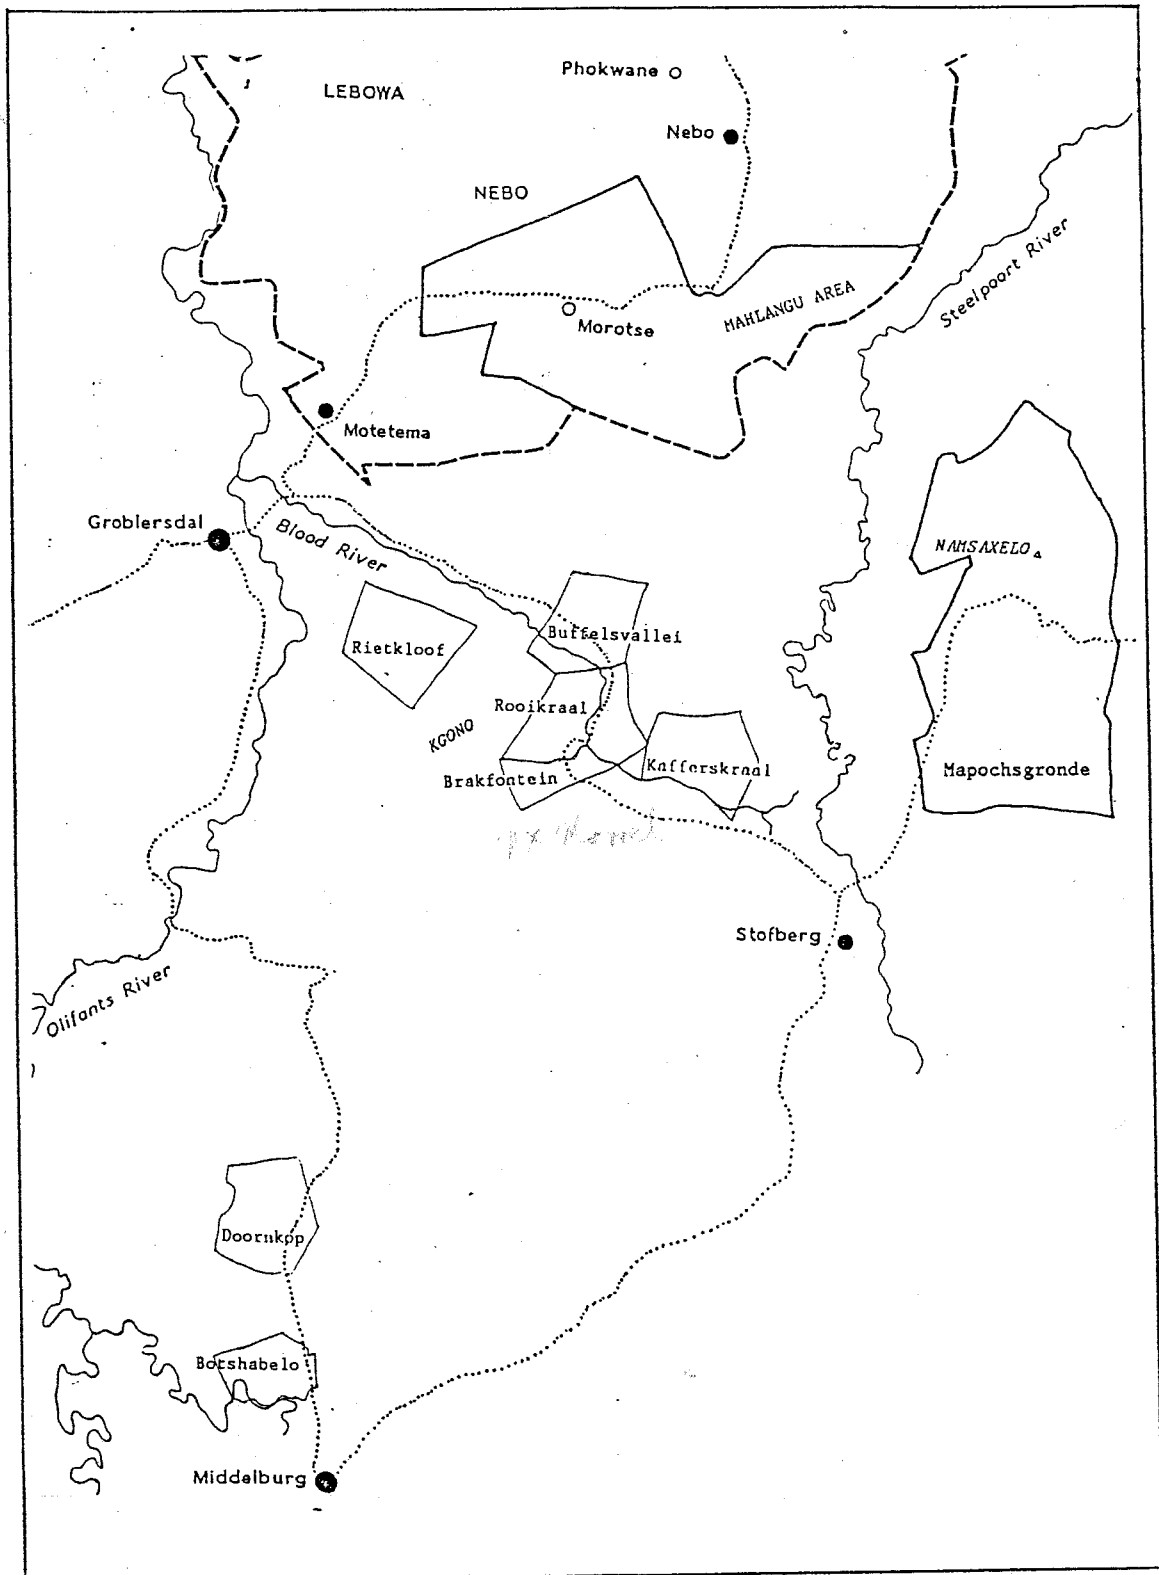 Phokwane
LEBOWA
Nebo
NEBO
Steelpoort River
MAHLANGU AREA
Morotse
Motetema
Groblersdal
Blood River
NAMSAXELO
Buffelsvallei
Rietkloof
Rooikraal
KGONO
Kafferskraal
Mapochsgronde
Brakfontein
Stofberg
Olifants River
Doornkop
Botshabelo
Middelburg